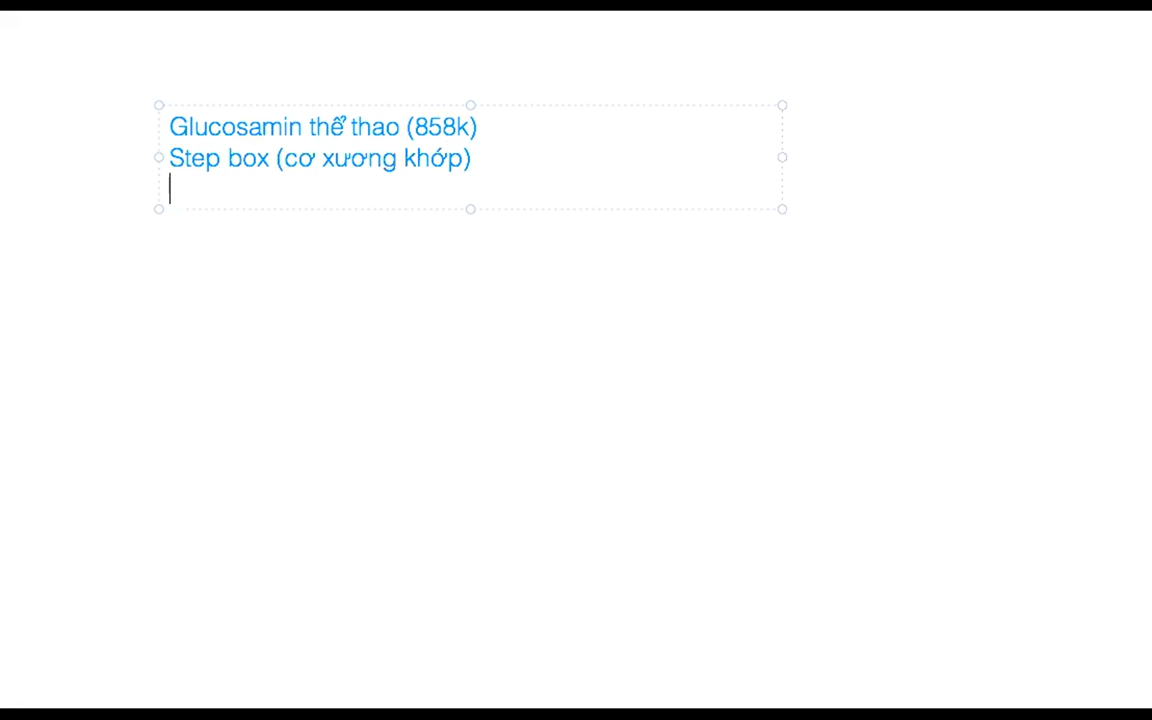 Glucosamin thể thao (858k)
Step box (cơ xương khớp)